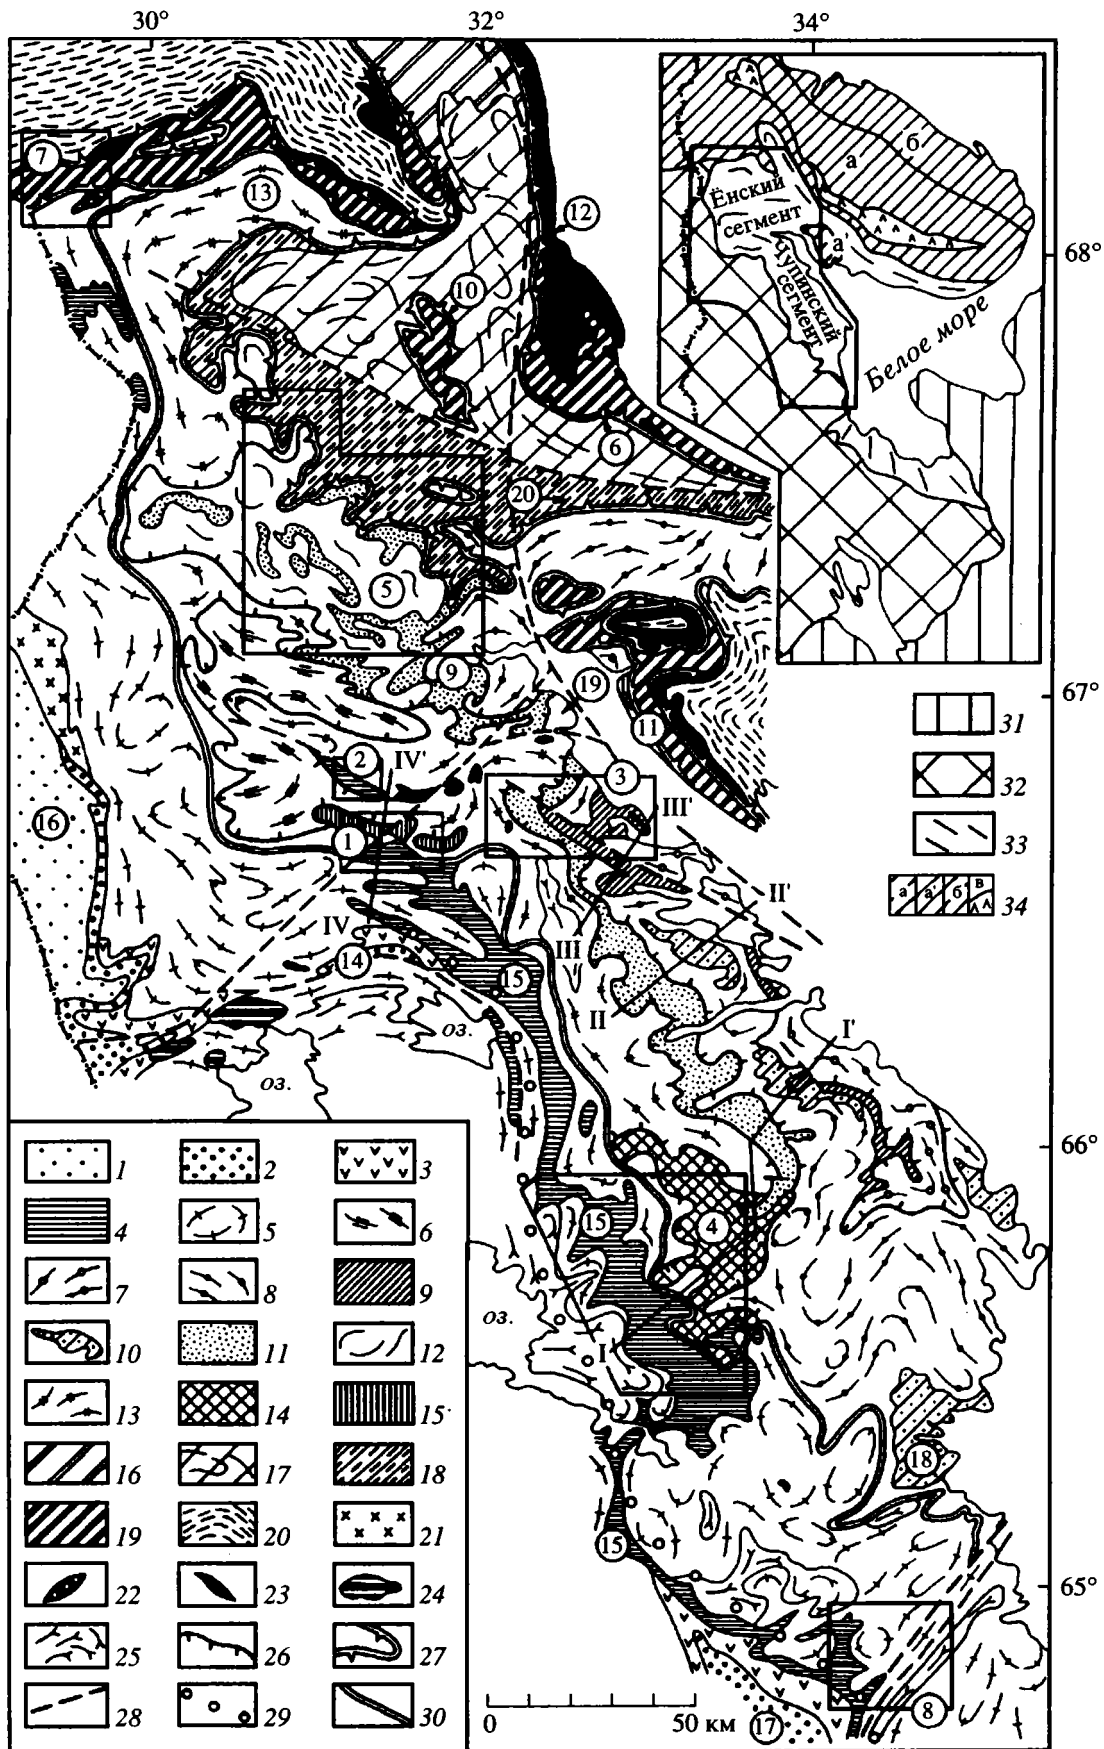 30°
32°
34°
7
13
12
10
6
20
5
9
19
11
2
IV'
3
III'
16
1
IV
14
III
II'
15
II
I'
оз.
оз.
15
4
оз.
I
18
15
8
17
68°
67°
66°
65°
а
б
Ёнский
сегмент
а'
Чупинский
сегмент
Белое море
31
32
33
а а' б в 34
1 2 3
4 5 6
7 8 9
10 11 12
13 14 15
16 17 18
19 20 21
22 23 24
25 26 27
28 29 30
0 50 км